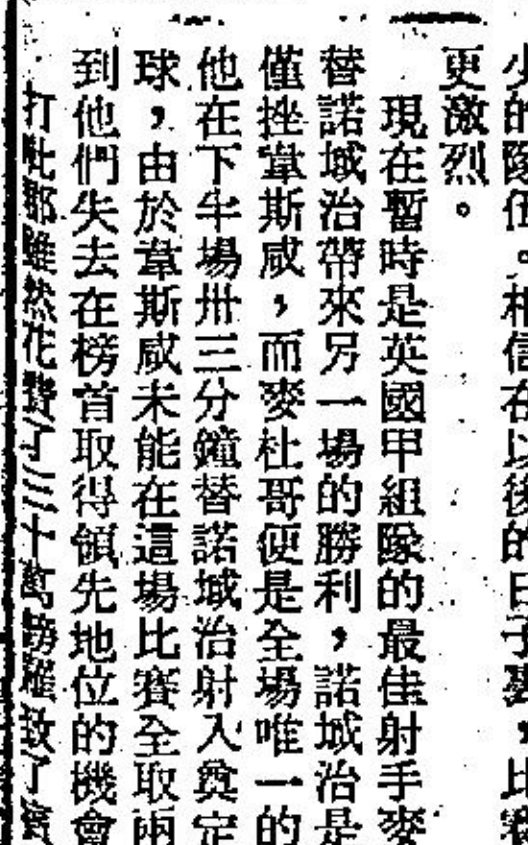 少的隊伍。相信在以後的日子裏，比賽
更激烈。
現在暫時是英國甲組隊的最佳射手麥
替諾域治帶來另一場的勝利，諾域治是
僅挫韋斯咸，而麥杜哥便是全場唯一的
他在下半場卅三分鐘替諾域治射入奠定
球，由於韋斯咸未能在這場比賽全取兩
到他們失去在榜首取得領先地位的機會
打吡郡雖然花費了三十萬鎊羅致了